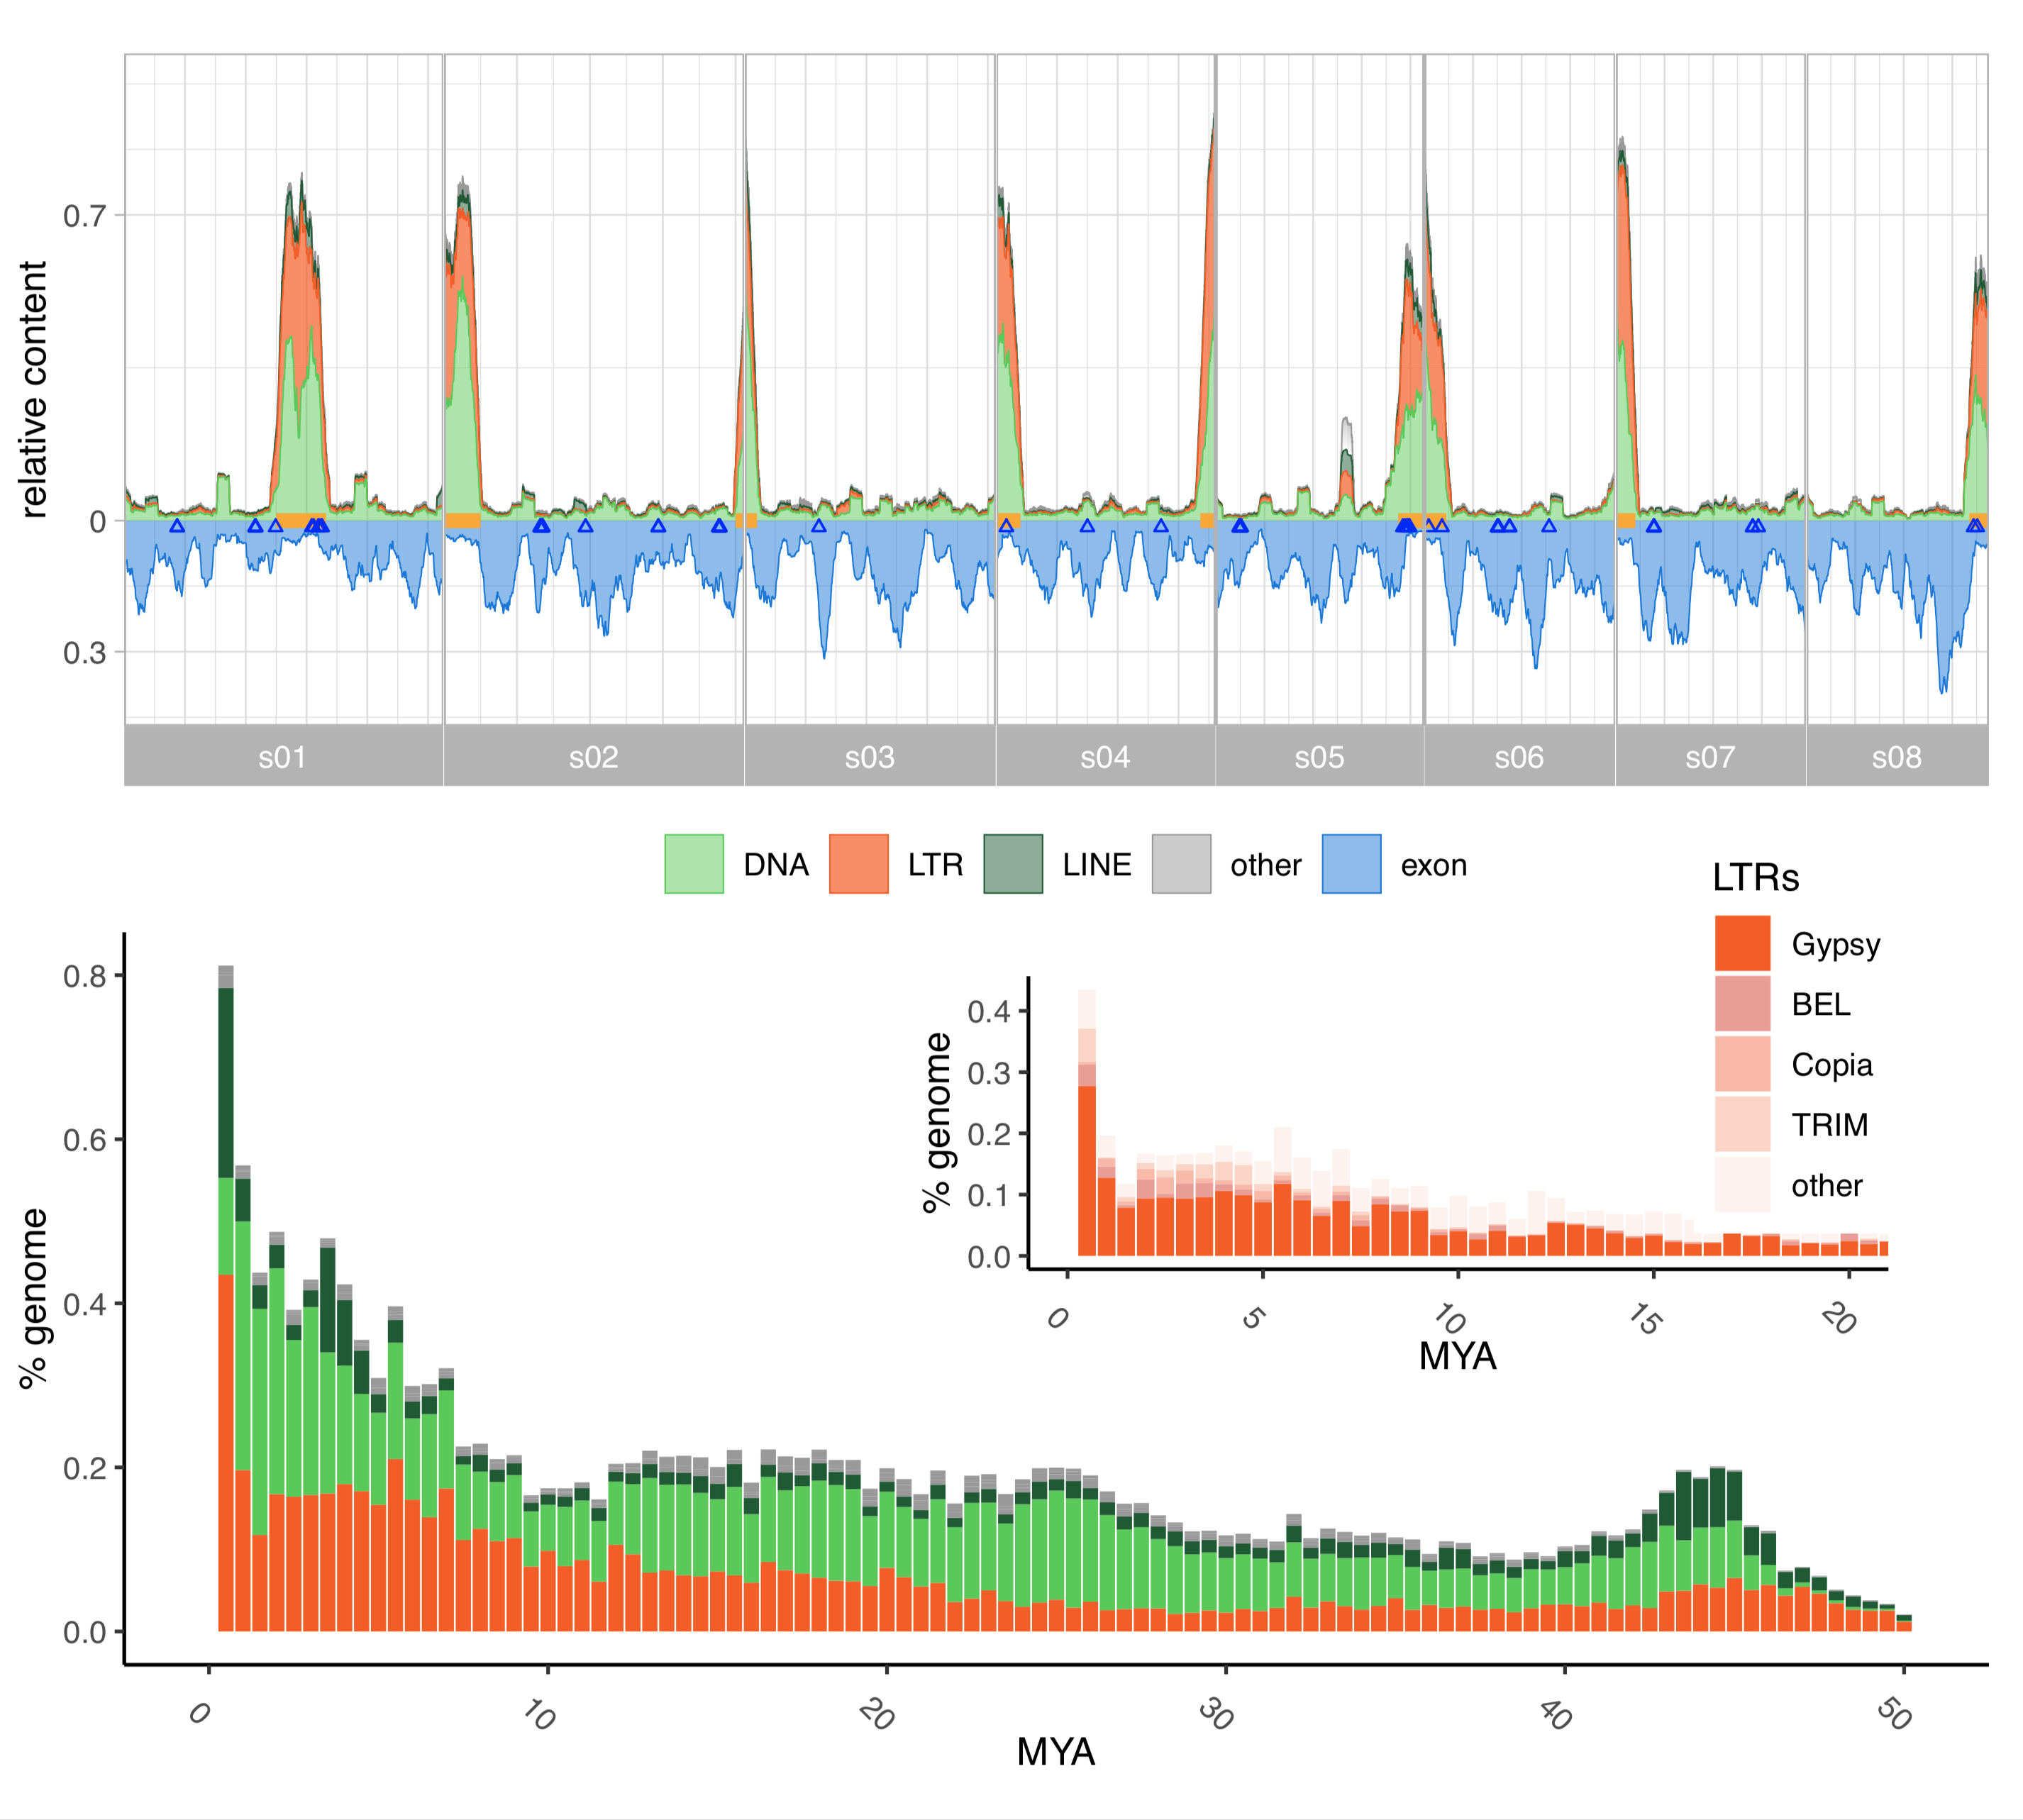 relative content
0.7
0
0.3
s01 s02 s03 s04 s05 s06 s07 s08
DNA LTR LINE other exon
LTRs
Gypsy
BEL
Copia
TRIM
other
% genome
0.8
0.6
0.4
0.2
0.0
0 10 20 30 40 50
MYA
% genome
0.4
0.3
0.2
0.1
0.0
0 5 10 15 20
MYA